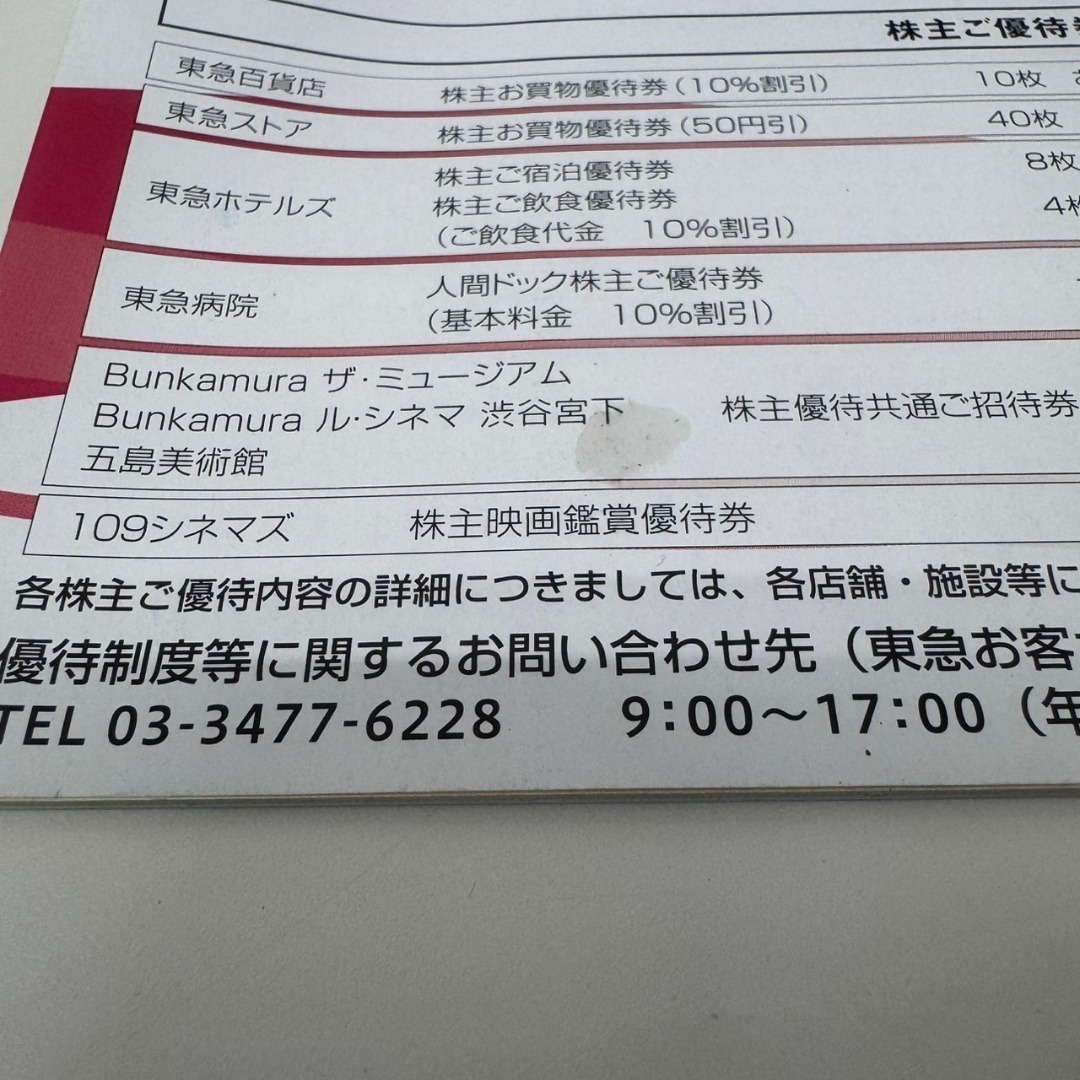 株主ご優待
東急百貨店 株主お買物優待券(10%割引) 10枚
東急ストア 株主お買物優待券(50円引) 40枚
東急ホテルズ 株主ご宿泊優待券 8枚
株主ご飲食優待券 4枚
(ご飲食代金 10%割引)
東急病院 人間ドック株主ご優待券
(基本料金 10%割引)
Bunkamura ザ・ミュージアム
Bunkamura ル・シネマ 渋谷宮下 株主優待共通ご招待券
五島美術館
109シネマズ 株主映画鑑賞優待券
各株主ご優待内容の詳細につきましては、各店舗・施設等に
優待制度等に関するお問い合わせ先（東急お客
TEL 03-3477-6228 9:00〜17:00（年